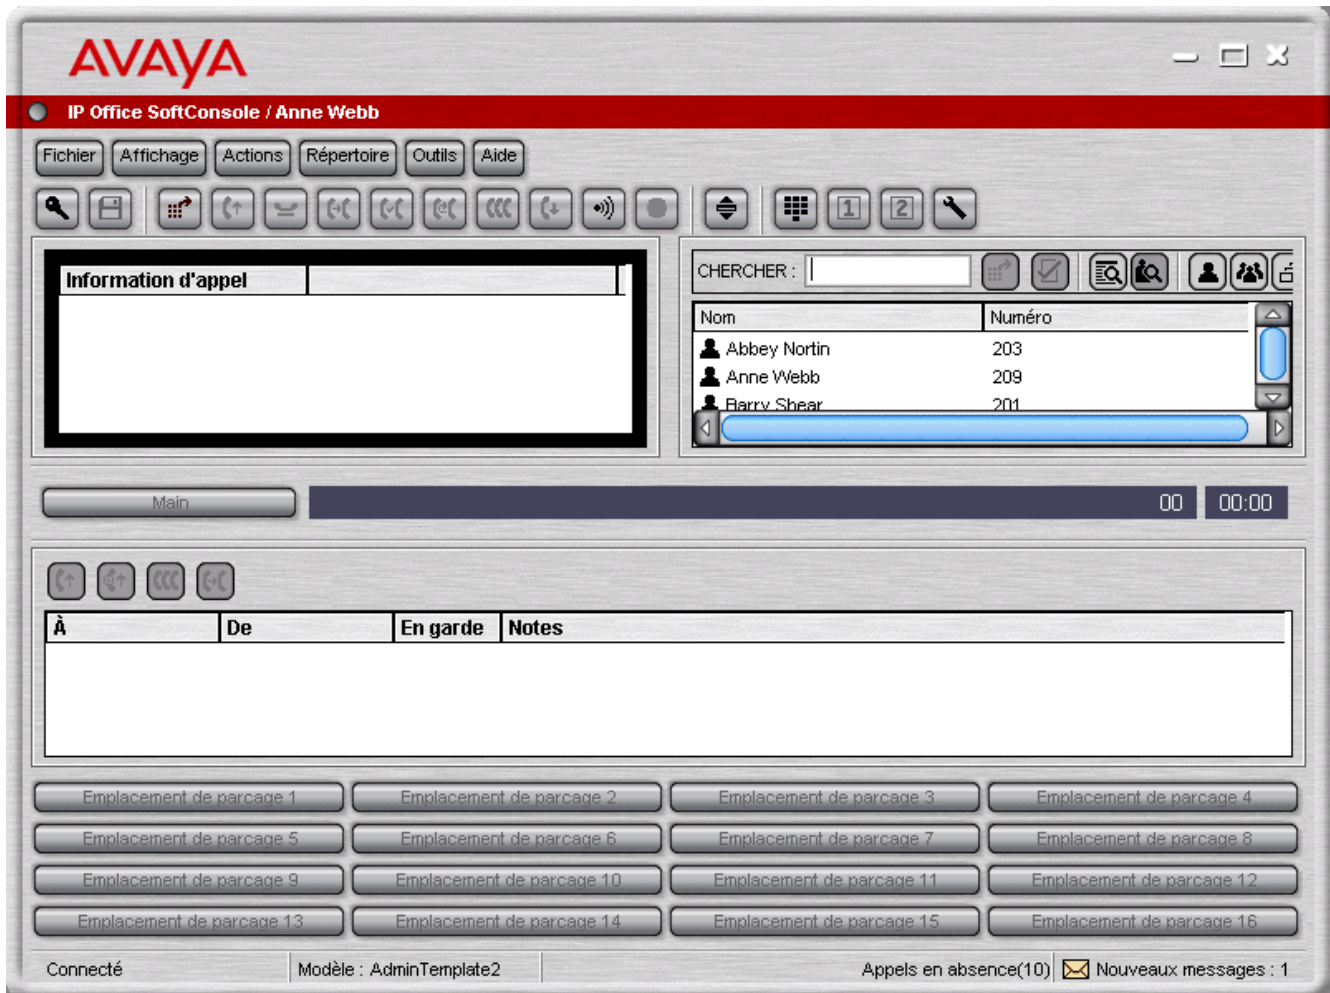 AVAYA
IP Office SoftConsole / Anne Webb
Fichier Affichage Actions Répertoire Outils Aide
1 2
Information d'appel
CHERCHER :
Nom Numéro
Abbey Nortin 203
Anne Webb 209
Barry Shear 201
Main 00 00:00
À De En garde Notes
Emplacement de parcage 1 Emplacement de parcage 2 Emplacement de parcage 3 Emplacement de parcage 4
Emplacement de parcage 5 Emplacement de parcage 6 Emplacement de parcage 7 Emplacement de parcage 8
Emplacement de parcage 9 Emplacement de parcage 10 Emplacement de parcage 11 Emplacement de parcage 12
Emplacement de parcage 13 Emplacement de parcage 14 Emplacement de parcage 15 Emplacement de parcage 16
Connecté Modèle : AdminTemplate2 Appels en absence(10) Nouveaux messages : 1